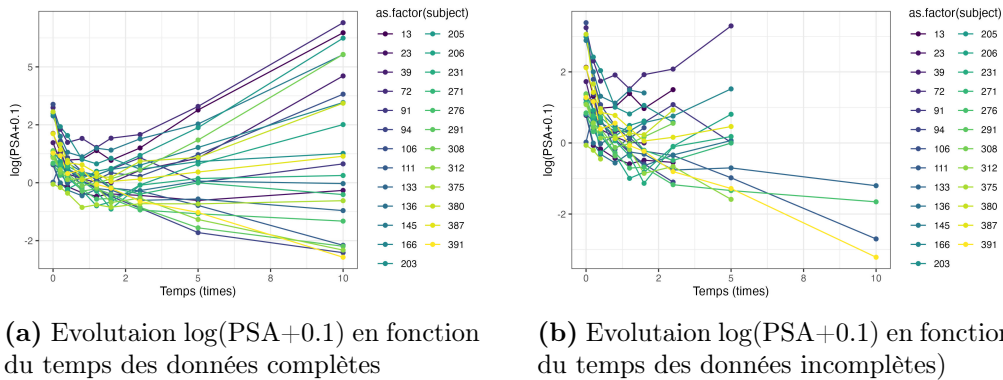 as.factor(subject)
13 205
23 206
39 231
72 271
91 276
94 291
106 308
111 312
133 375
136 380
145 387
166 391
203
log(PSA+0.1)
5
2
0
-2
0 2 5 8 10
Temps (times)
(a) Evolutaion log(PSA+0.1) en fonction
du temps des données complètes
as.factor(subject)
13 205
23 206
39 231
72 271
91 276
94 291
106 308
111 312
133 375
136 380
145 387
166 391
203
log(PSA+0.1)
2
0
-2
0 2 5 8 10
Temps (times)
(b) Evolutaion log(PSA+0.1) en fonction
du temps des données incomplètes)